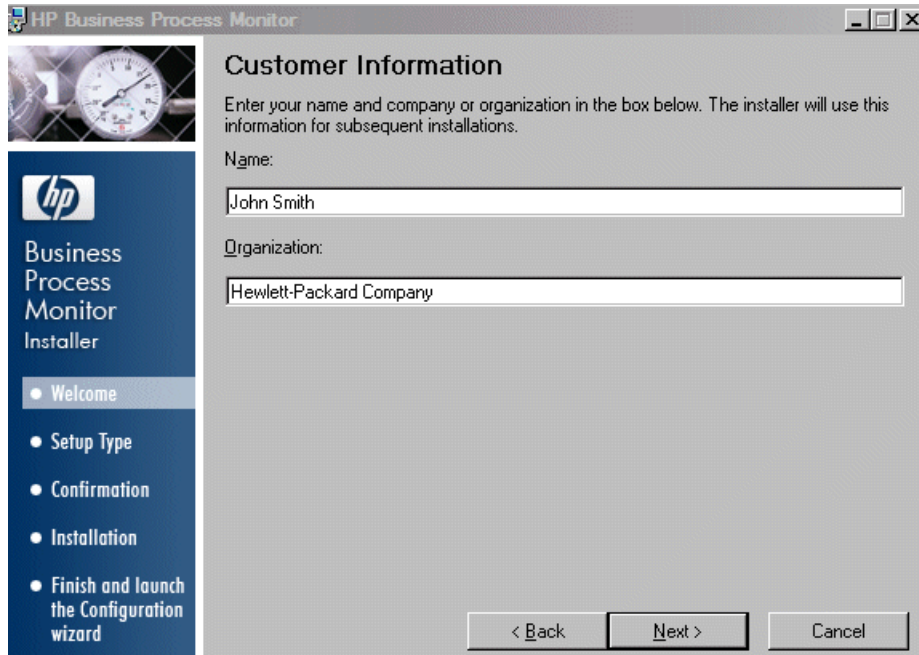 HP Business Process Monitor
Customer Information
Enter your name and company or organization in the box below. The installer will use this
information for subsequent installations.
Name:
John Smith
Organization:
Hewlett-Packard Company
hp
Business
Process
Monitor
Installer
Welcome
Setup Type
Confirmation
Installation
Finish and launch
the Configuration
wizard
< Back
Next >
Cancel